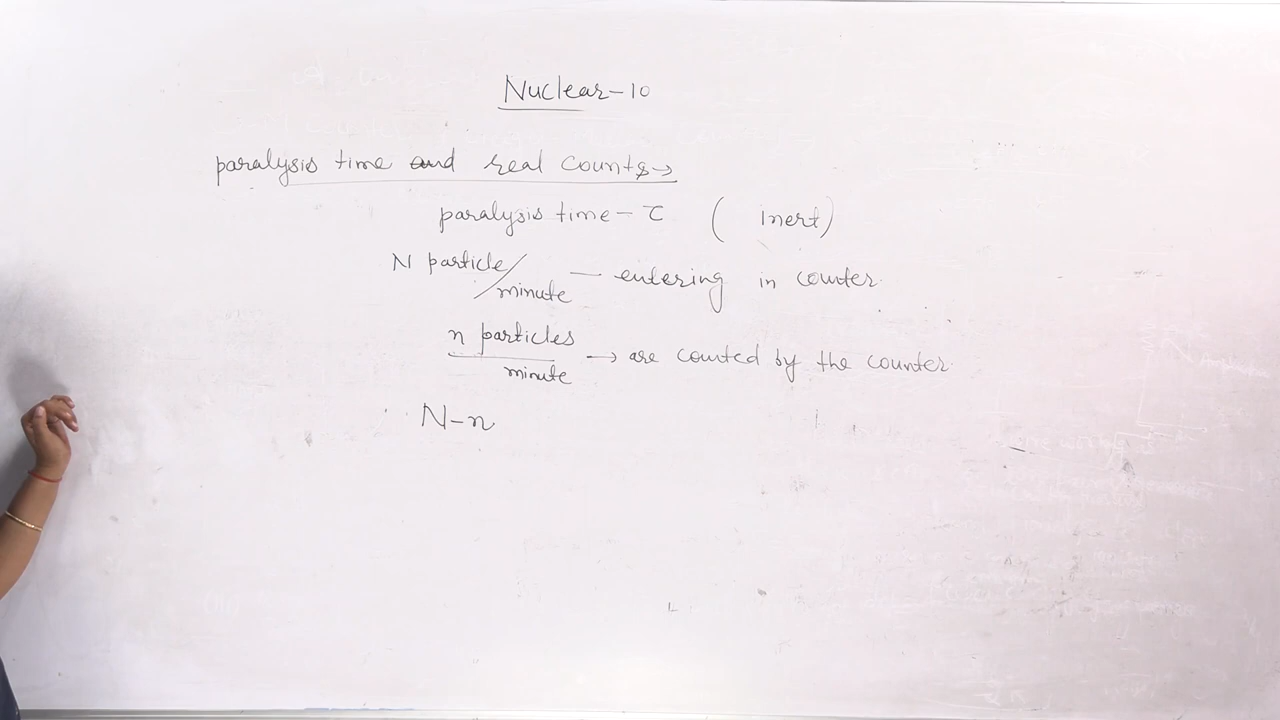 Nuclear-10
paralysis time and real counts→
paralysis time - τ ( inert)
N particle/minute — entering in counter.
n particles/minute → are counted by the counter.
N-n